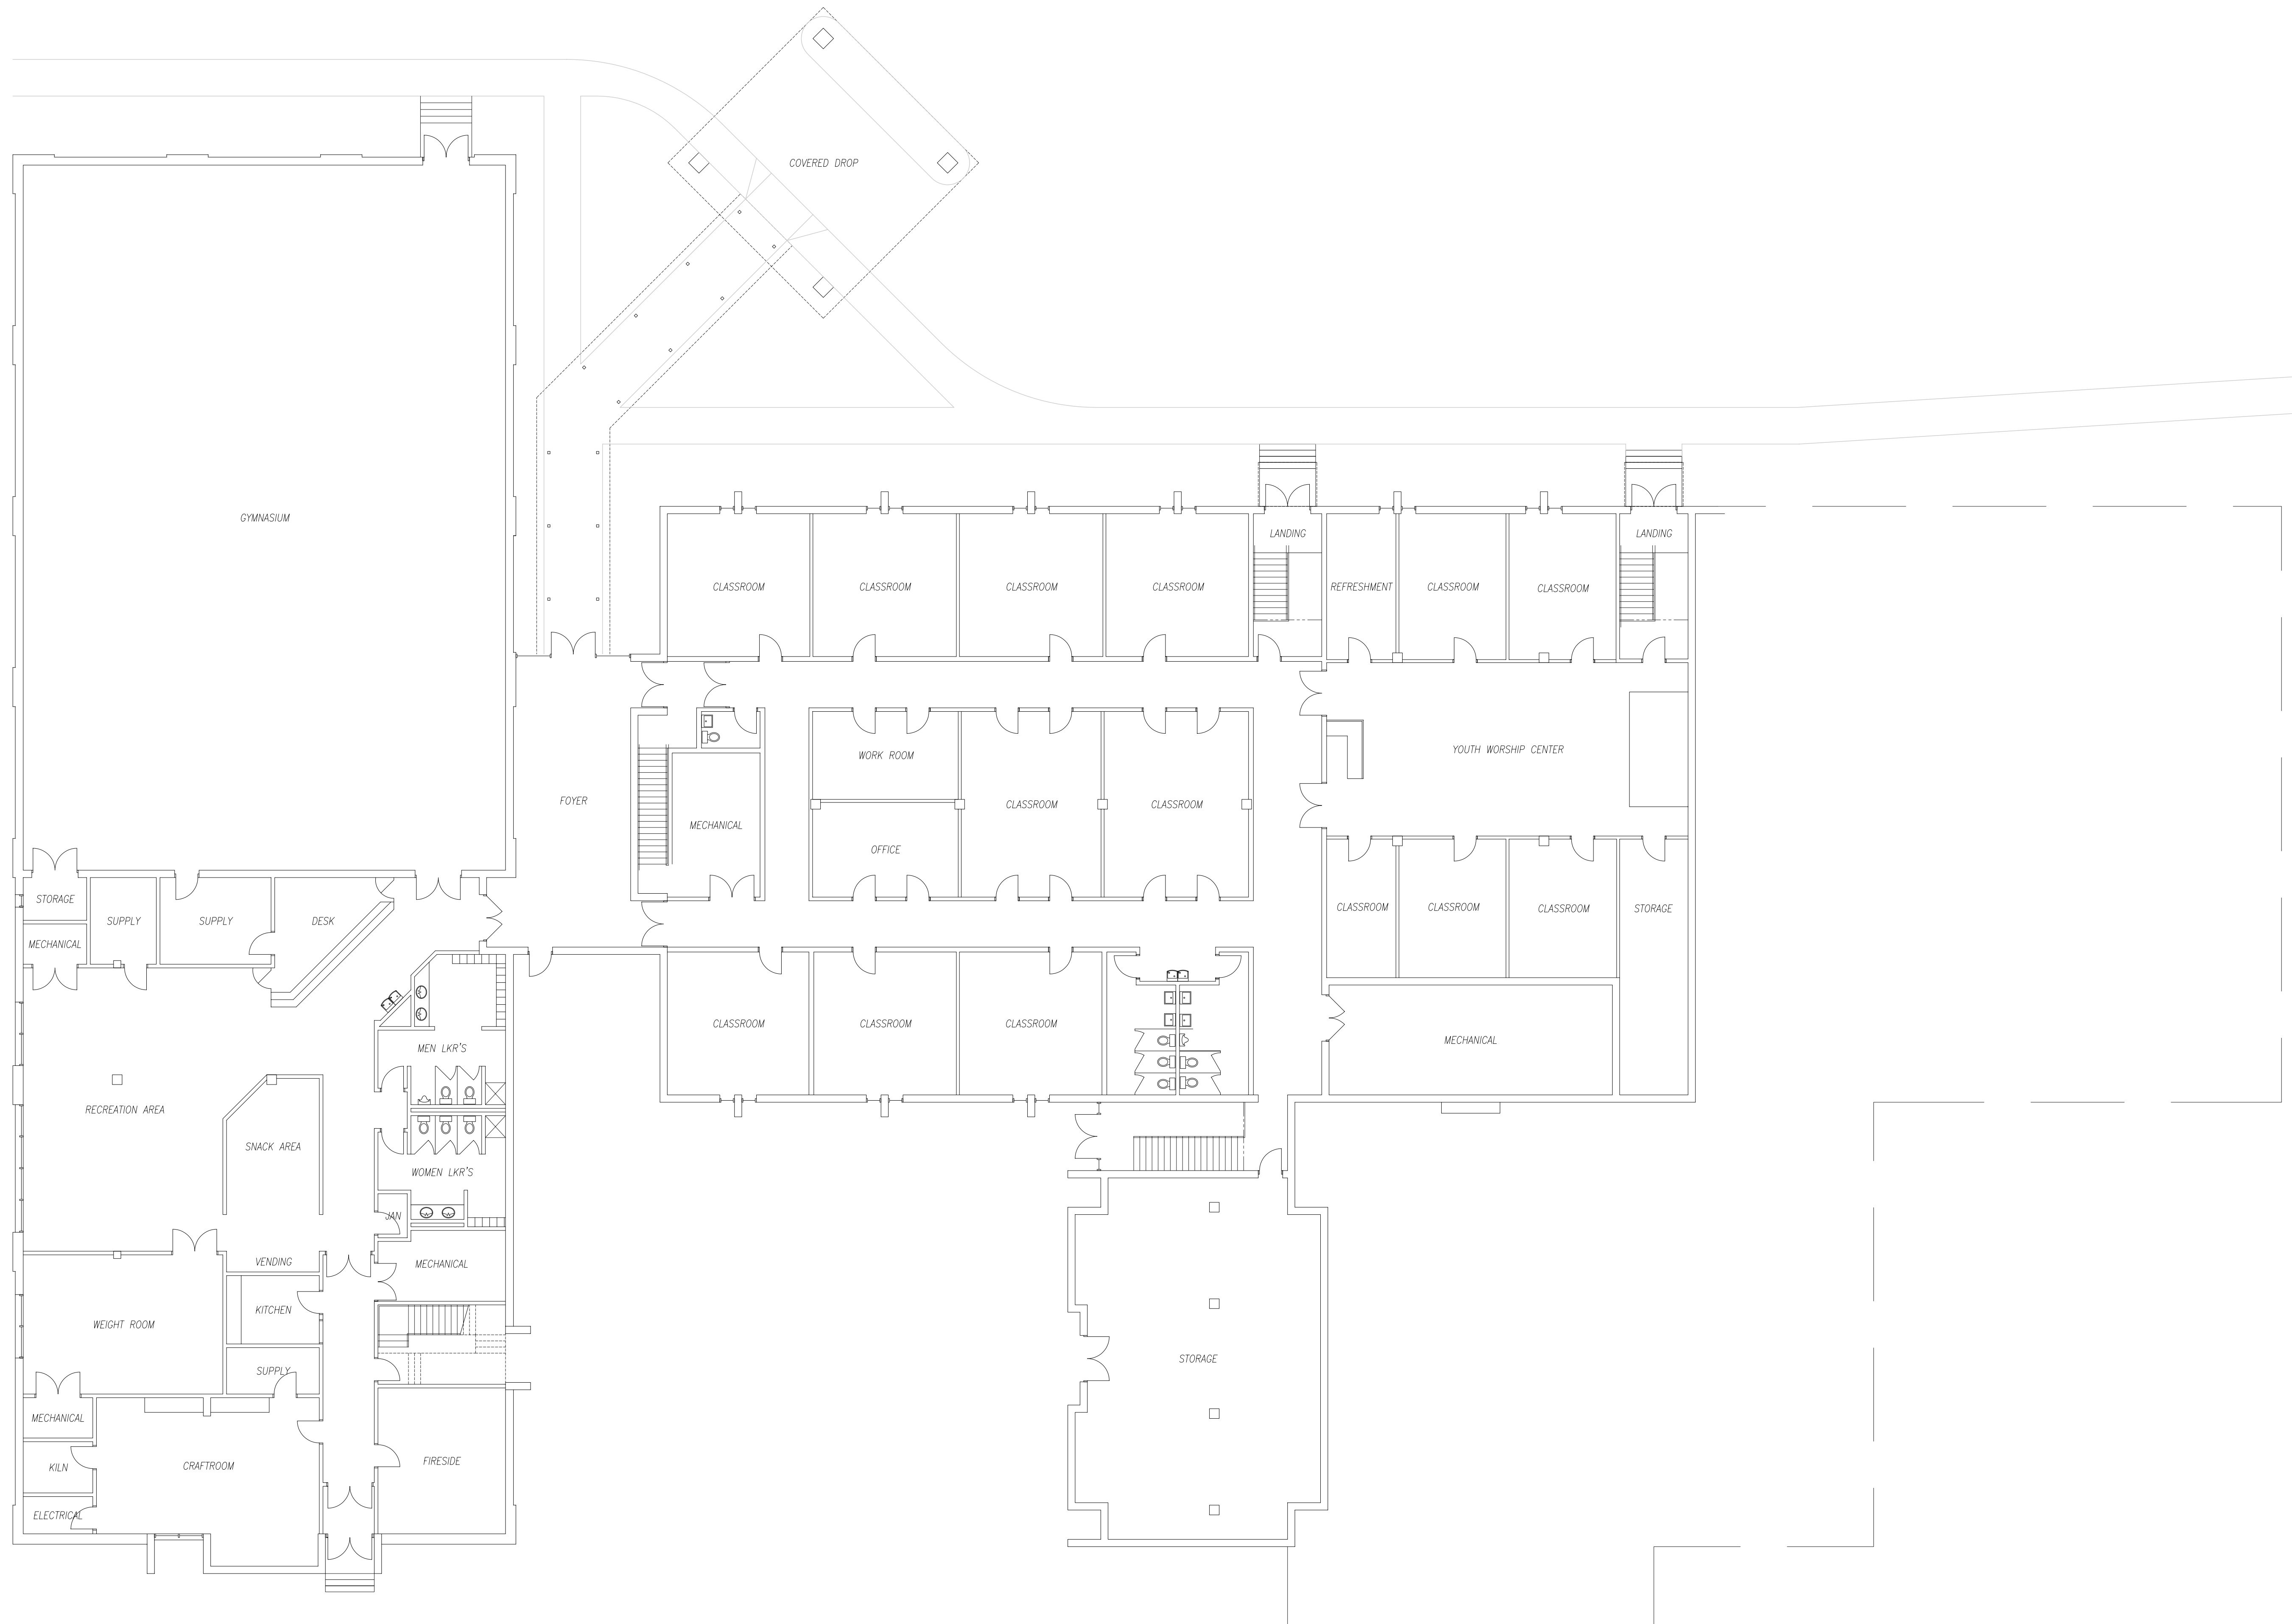 COVERED DROP
GYMNASIUM
LANDING
LANDING
CLASSROOM
CLASSROOM
CLASSROOM
CLASSROOM
REFRESHMENT
CLASSROOM
CLASSROOM
WORK ROOM
YOUTH WORSHIP CENTER
FOYER
CLASSROOM
CLASSROOM
MECHANICAL
OFFICE
STORAGE
SUPPLY
SUPPLY
DESK
CLASSROOM
CLASSROOM
CLASSROOM
STORAGE
MECHANICAL
CLASSROOM
CLASSROOM
CLASSROOM
MECHANICAL
MEN LKR'S
RECREATION AREA
SNACK AREA
WOMEN LKR'S
JAN
VENDING
MECHANICAL
KITCHEN
WEIGHT ROOM
STORAGE
SUPPLY
MECHANICAL
FIRESIDE
CRAFTROOM
KILN
ELECTRICAL